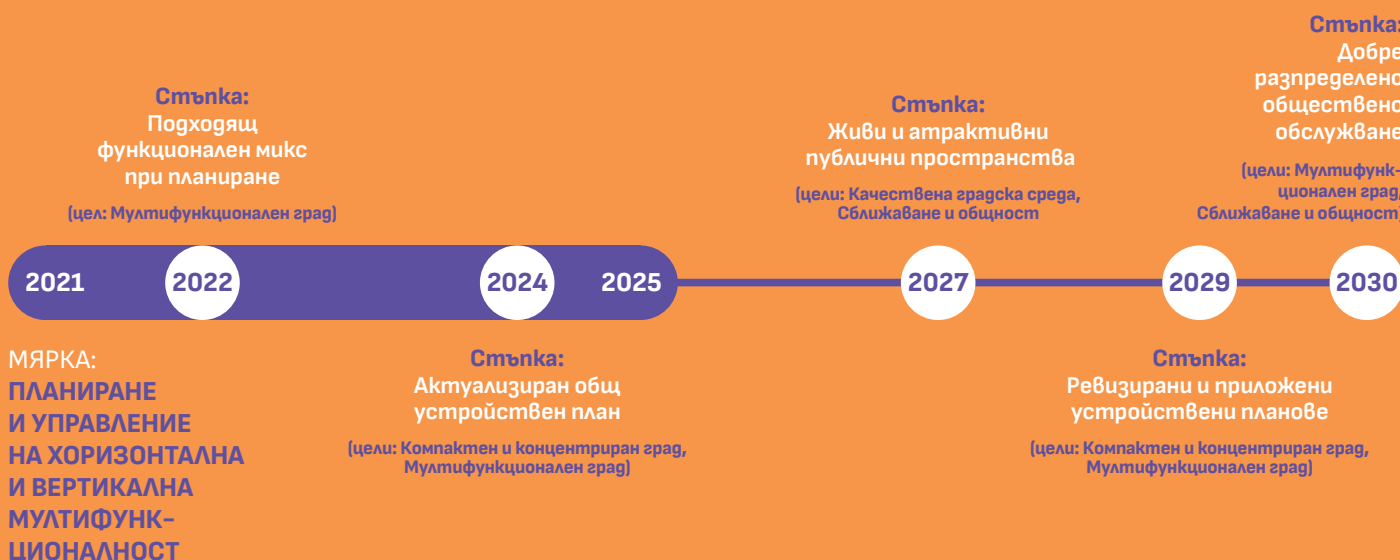 Стъпка:
Подходящ
функционален микс
при планиране
(цел: Мултифункционален град)
Стъпка:
Живи и атрактивни
публични пространства
(цели: Качествена градска среда,
Сближаване и общност
Стъпка:
Добре
разпределено
обществено
обслужване
(цели: Мултифунк-
ционален град,
Сближаване и общност)
2021
2022
2024
2025
2027
2029
2030
МЯРКА:
ПЛАНИРАНЕ
И УПРАВЛЕНИЕ
НА ХОРИЗОНТАЛНА
И ВЕРТИКАЛНА
МУЛТИФУНК-
ЦИОНАЛНОСТ
Стъпка:
Актуализиран общ
устройствен план
(цели: Компактен и концентриран град,
Мултифункционален град)
Стъпка:
Ревизирани и приложени
устройствени планове
(цели: Компактен и концентриран град,
Мултифункционален град)